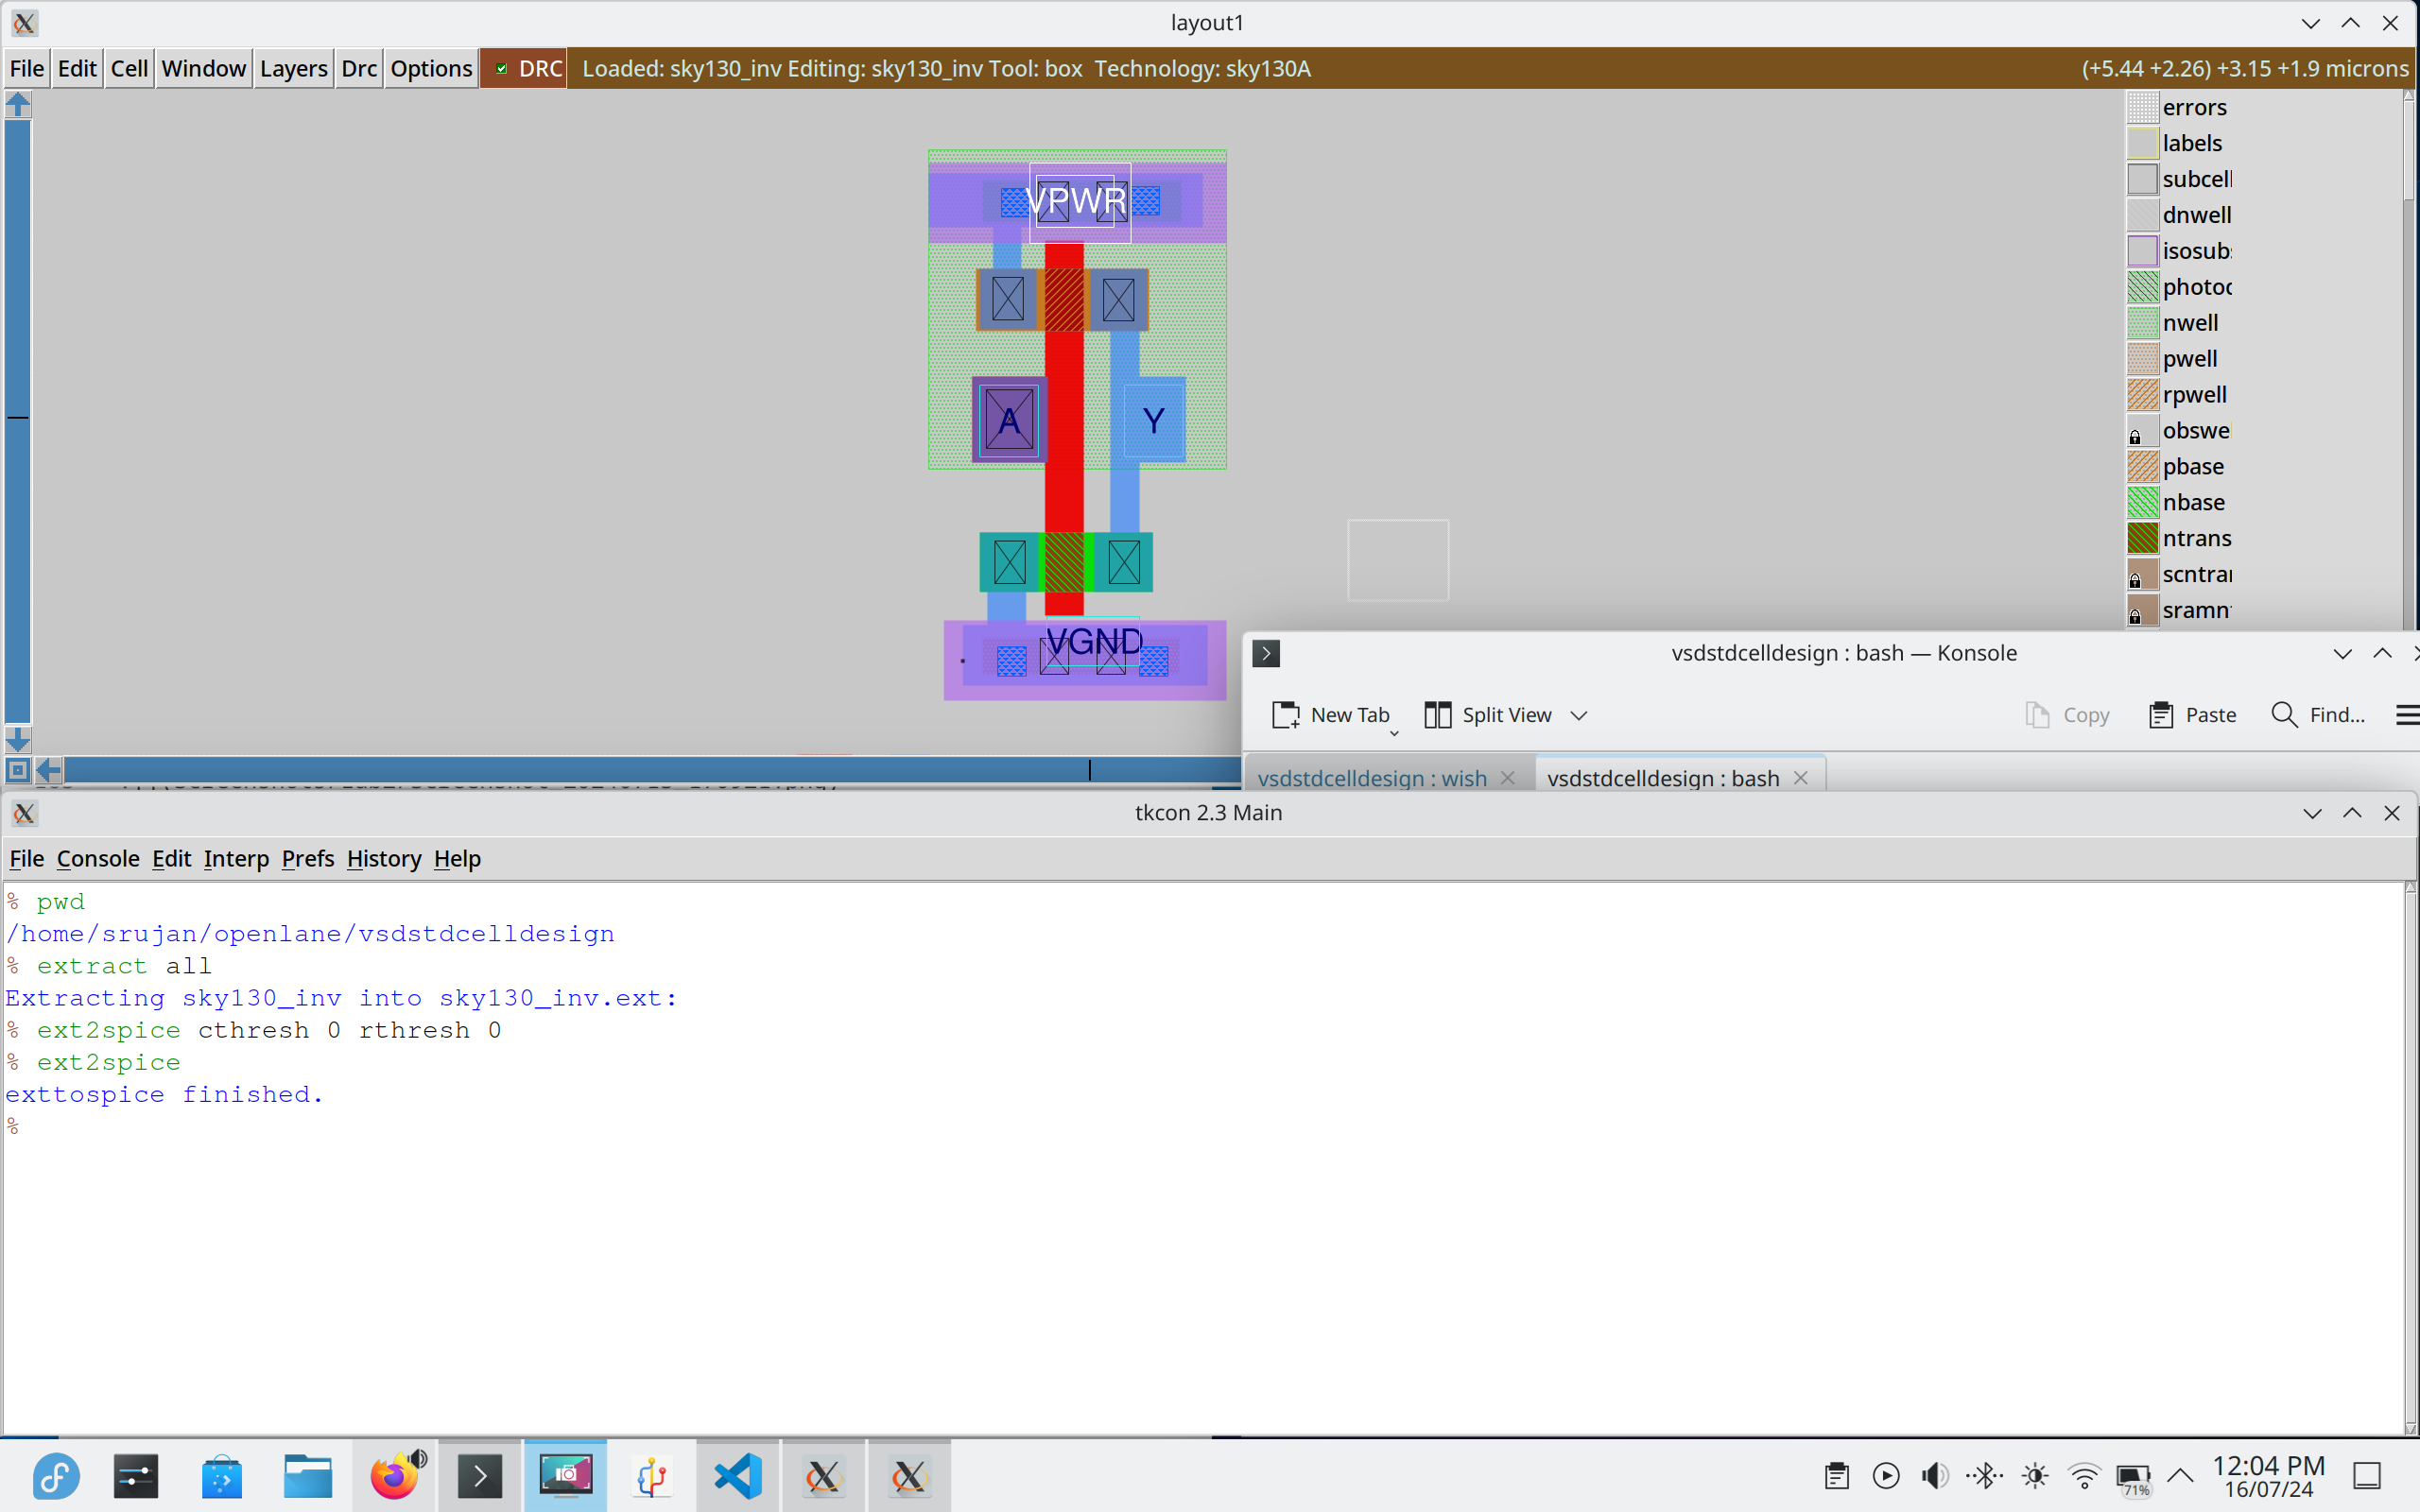 layout1
File Edit Cell Window Layers Drc Options DRC Loaded: sky130_inv Editing: sky130_inv Tool: box Technology: sky130A (+5.44 +2.26) +3.15 +1.9 microns
errors
labels
subcell
dnwell
isosub
photod
nwell
pwell
rpwell
obswe
pbase
nbase
ntrans
scntran
sramn
VPWR
A Y
VGND
vsdstdcelldesign : bash — Konsole
New Tab Split View Copy Paste Find...
vsdstdcelldesign : wish vsdstdcelldesign : bash
tkcon 2.3 Main
File Console Edit Interp Prefs History Help
% pwd
/home/srujan/openlane/vsdstdcelldesign
% extract all
Extracting sky130_inv into sky130_inv.ext:
% ext2spice cthresh 0 rthresh 0
% ext2spice
exttospice finished.
%
71%
12:04 PM
16/07/24